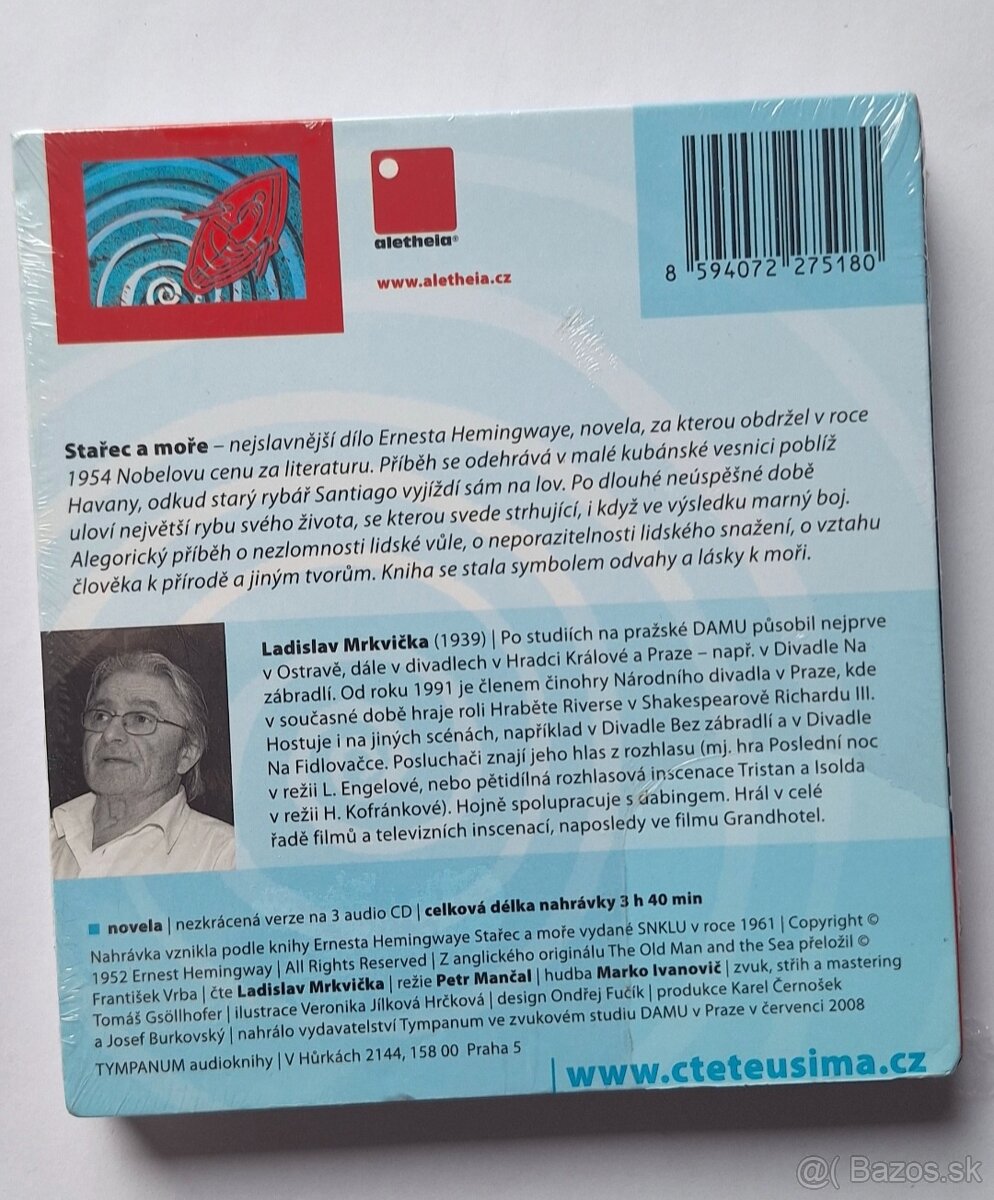 aletheia®
www.aletheia.cz
8 594072 275180
Stařec a moře – nejslavnější dílo Ernesta Hemingwaye, novela, za kterou obdržel v roce
1954 Nobelovu cenu za literaturu. Příběh se odehrává v malé kubánské vesnici poblíž
Havany, odkud starý rybář Santiago vyjíždí sám na lov. Po dlouhé neúspěšné době
uloví největší rybu svého života, se kterou svede strhující, i když ve výsledku marný boj.
Alegorický příběh o nezlomnosti lidské vůle, o neporazitelnosti lidského snažení, o vztahu
člověka k přírodě a jiným tvorům. Kniha se stala symbolem odvahy a lásky k moři.
Ladislav Mrkvička (1939) | Po studiích na pražské DAMU působil nejprve
v Ostravě, dále v divadlech v Hradci Králové a Praze – např. v Divadle Na
zábradlí. Od roku 1991 je členem činohry Národního divadla v Praze, kde
v současné době hraje roli Hraběte Riverse v Shakespearově Richardu III.
Hostuje i na jiných scénách, například v Divadle Bez zábradlí a v Divadle
Na Fidlovačce. Posluchači znají jeho hlas z rozhlasu (mj. hra Poslední noc
v režii L. Engelové, nebo pětidílná rozhlasová inscenace Tristan a Isolda
v režii H. Kofránkové). Hojně spolupracuje s dabingem. Hrál v celé
řadě filmů a televizních inscenací, naposledy ve filmu Grandhotel.
novela | nezkrácená verze na 3 audio CD | celková délka nahrávky 3 h 40 min
Nahrávka vznikla podle knihy Ernesta Hemingwaye Stařec a moře vydané SNKLU v roce 1961 | Copyright ©
1952 Ernest Hemingway | All Rights Reserved | Z anglického originálu The Old Man and the Sea přeložil ©
František Vrba | čte Ladislav Mrkvička | režie Petr Mančal | hudba Marko Ivanovič | zvuk, střih a mastering
Tomáš Gsöllhofer | ilustrace Veronika Jílková Hrčková | design Ondřej Fučík | produkce Karel Černošek
a Josef Burkovský | nahrálo vydavatelství Tympanum ve zvukovém studiu DAMU v Praze v červenci 2008
TYMPANUM audioknihy | V Hůrkách 2144, 158 00 Praha 5
www.cteteusima.cz
@( Bazos.sk